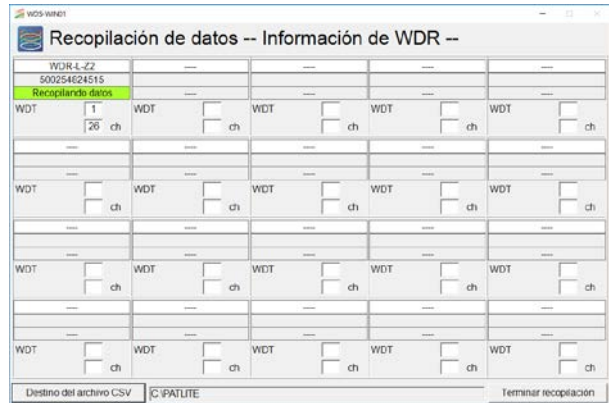 WDS-WIN01
Recopilación de datos -- Información de WDR --
WDR-L-Z2 ---- ---- ---- ----
500254824515
Recopilando datos ---- ---- ---- ----
WDT 1 WDT WDT WDT WDT
26 ch ch ch ch ch
---- ---- ---- ---- ----
---- ---- ---- ---- ----
WDT WDT WDT WDT WDT
ch ch ch ch ch
---- ---- ---- ---- ----
---- ---- ---- ---- ----
WDT WDT WDT WDT WDT
ch ch ch ch ch
---- ---- ---- ---- ----
---- ---- ---- ---- ----
WDT WDT WDT WDT WDT
ch ch ch ch ch
Destino del archivo CSV C:\PATLITE Terminar recopilación